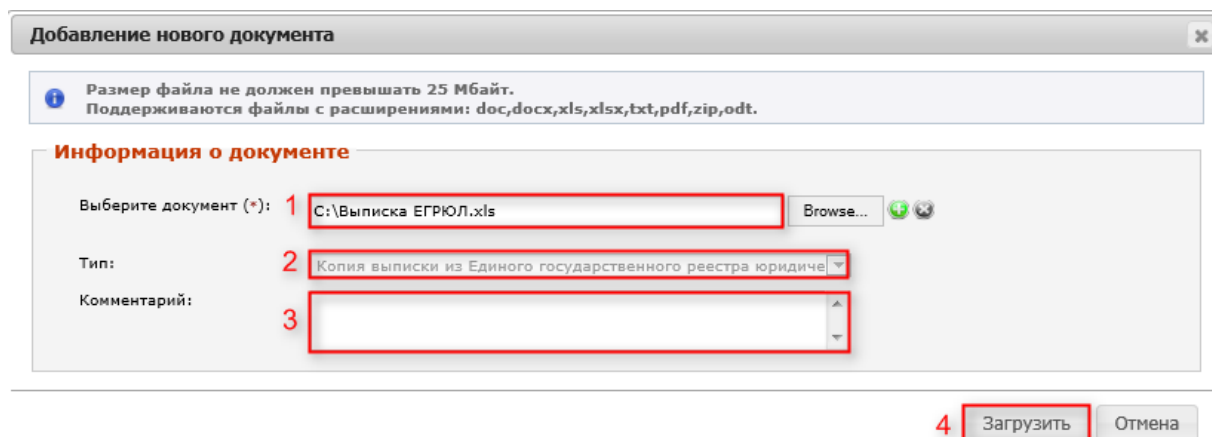 Добавление нового документа
Размер файла не должен превышать 25 Мбайт.
Поддерживаются файлы с расширениями: doc,docx,xls,xlsx,txt,pdf,zip,odt.
Информация о документе
Выберите документ (*): 1 C:\Выписка ЕГРЮЛ.xls Browse...
Тип: 2 Копия выписки из Единого государственного реестра юридиче
Комментарий:
3
4 Загрузить Отмена